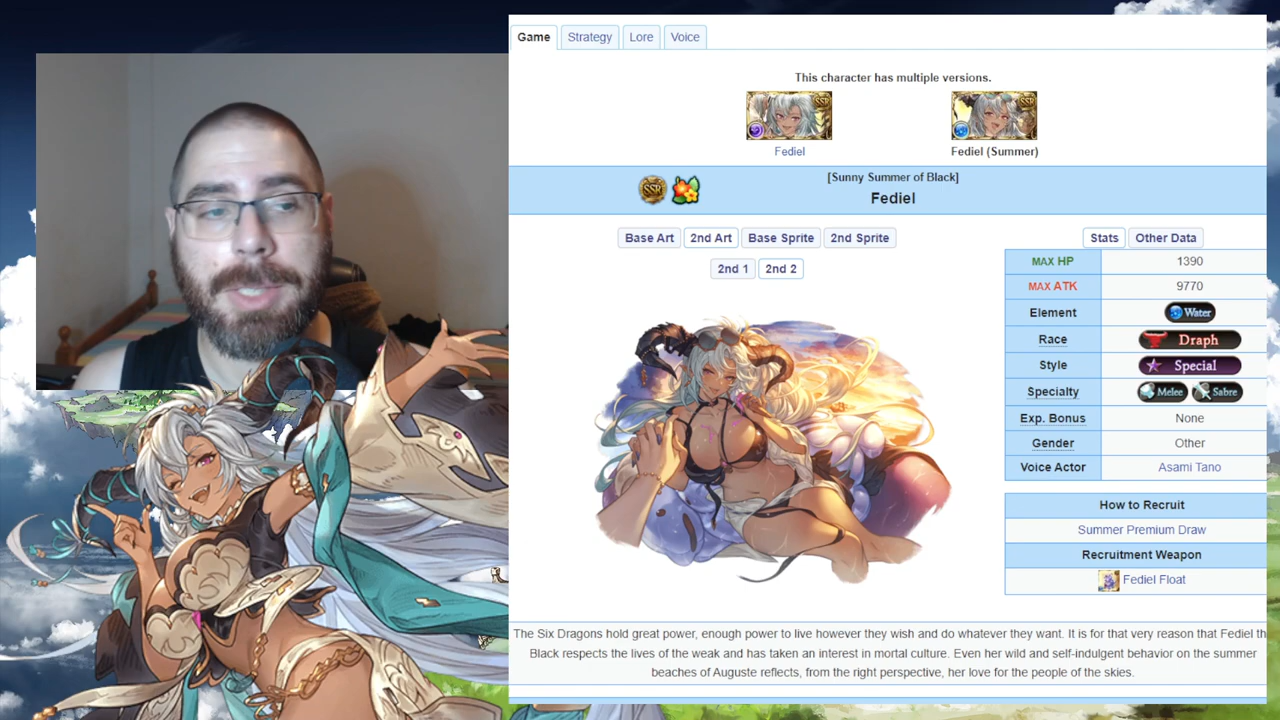 Game Strategy Lore Voice
This character has multiple versions.
SSR SSR
Fediel Fediel (Summer)
[Sunny Summer of Black]
SSR
Fediel
Base Art 2nd Art Base Sprite 2nd Sprite
2nd 1 2nd 2
Stats Other Data
MAX HP 1390
MAX ATK 9770
Element Water
Race Draph
Style Special
Specialty Melee Sabre
Exp. Bonus None
Gender Other
Voice Actor Asami Tano
How to Recruit
Summer Premium Draw
Recruitment Weapon
Fediel Float
The Six Dragons hold great power, enough power to live however they wish and do whatever they want. It is for that very reason that Fediel th
Black respects the lives of the weak and has taken an interest in mortal culture. Even her wild and self-indulgent behavior on the summer
beaches of Auguste reflects, from the right perspective, her love for the people of the skies.